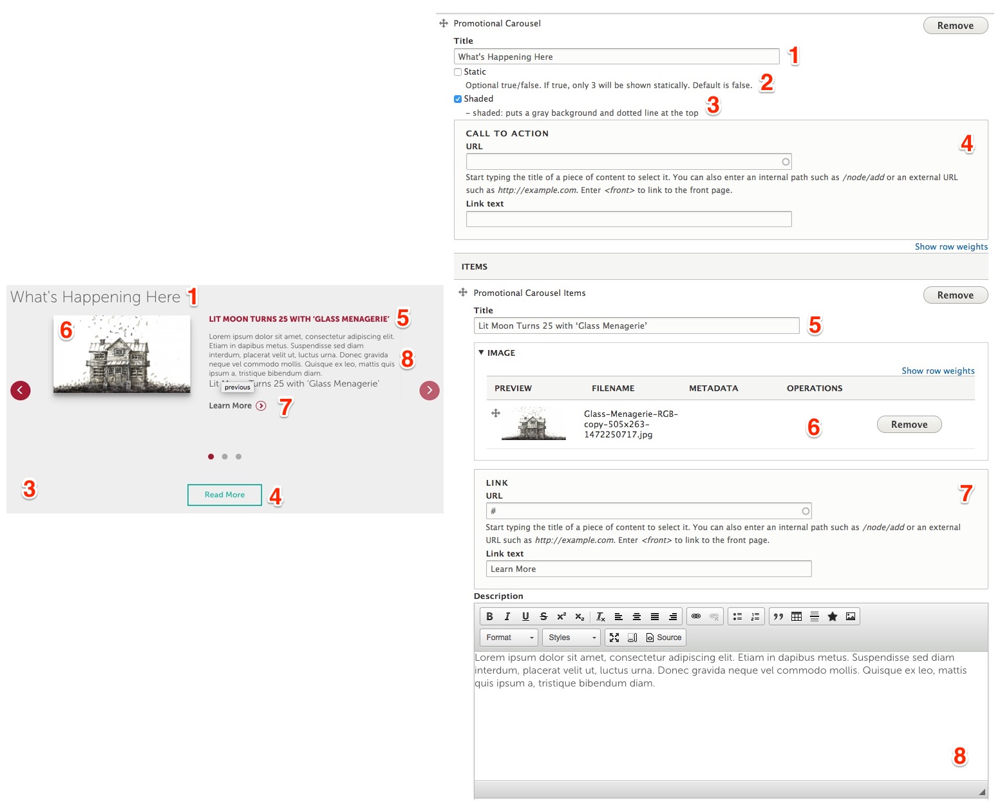 What's Happening Here 1
6
LIT MOON TURNS 25 WITH ‘GLASS MENAGERIE’ 5
Lorem ipsum dolor sit amet, consectetur adipiscing elit.
Etiam in dapibus metus. Suspendisse sed diam
interdum, placerat velit ut, luctus urna. Donec gravida
neque vel commodo mollis. Quisque ex leo, mattis quis
ipsum a, tristique bibendum diam.
8
Lit Turns 25 with ‘Glass Menagerie’
previous
Learn More 7
3
Read More 4
Promotional Carousel
Remove
Title
What's Happening Here 1
Static
Optional true/false. If true, only 3 will be shown statically. Default is false. 2
Shaded
– shaded: puts a gray background and dotted line at the top 3
CALL TO ACTION 4
URL
Start typing the title of a piece of content to select it. You can also enter an internal path such as /node/add or an external URL
such as http://example.com. Enter <front> to link to the front page.
Link text
Show row weights
ITEMS
Promotional Carousel Items
Remove
Title
Lit Moon Turns 25 with ‘Glass Menagerie’ 5
IMAGE
Show row weights
PREVIEW FILENAME METADATA OPERATIONS
Glass-Menagerie-RGB-
copy-505x263-
1472250717.jpg
6
Remove
LINK
URL
7
#
Start typing the title of a piece of content to select it. You can also enter an internal path such as /node/add or an external
URL such as http://example.com. Enter <front> to link to the front page.
Link text
Learn More
Description
B I U S x² x₂ Tx
Format Styles Source
Lorem ipsum dolor sit amet, consectetur adipiscing elit. Etiam in dapibus metus. Suspendisse sed diam
interdum, placerat velit ut, luctus urna. Donec gravida neque vel commodo mollis. Quisque ex leo, mattis
quis ipsum a, tristique bibendum diam.
8